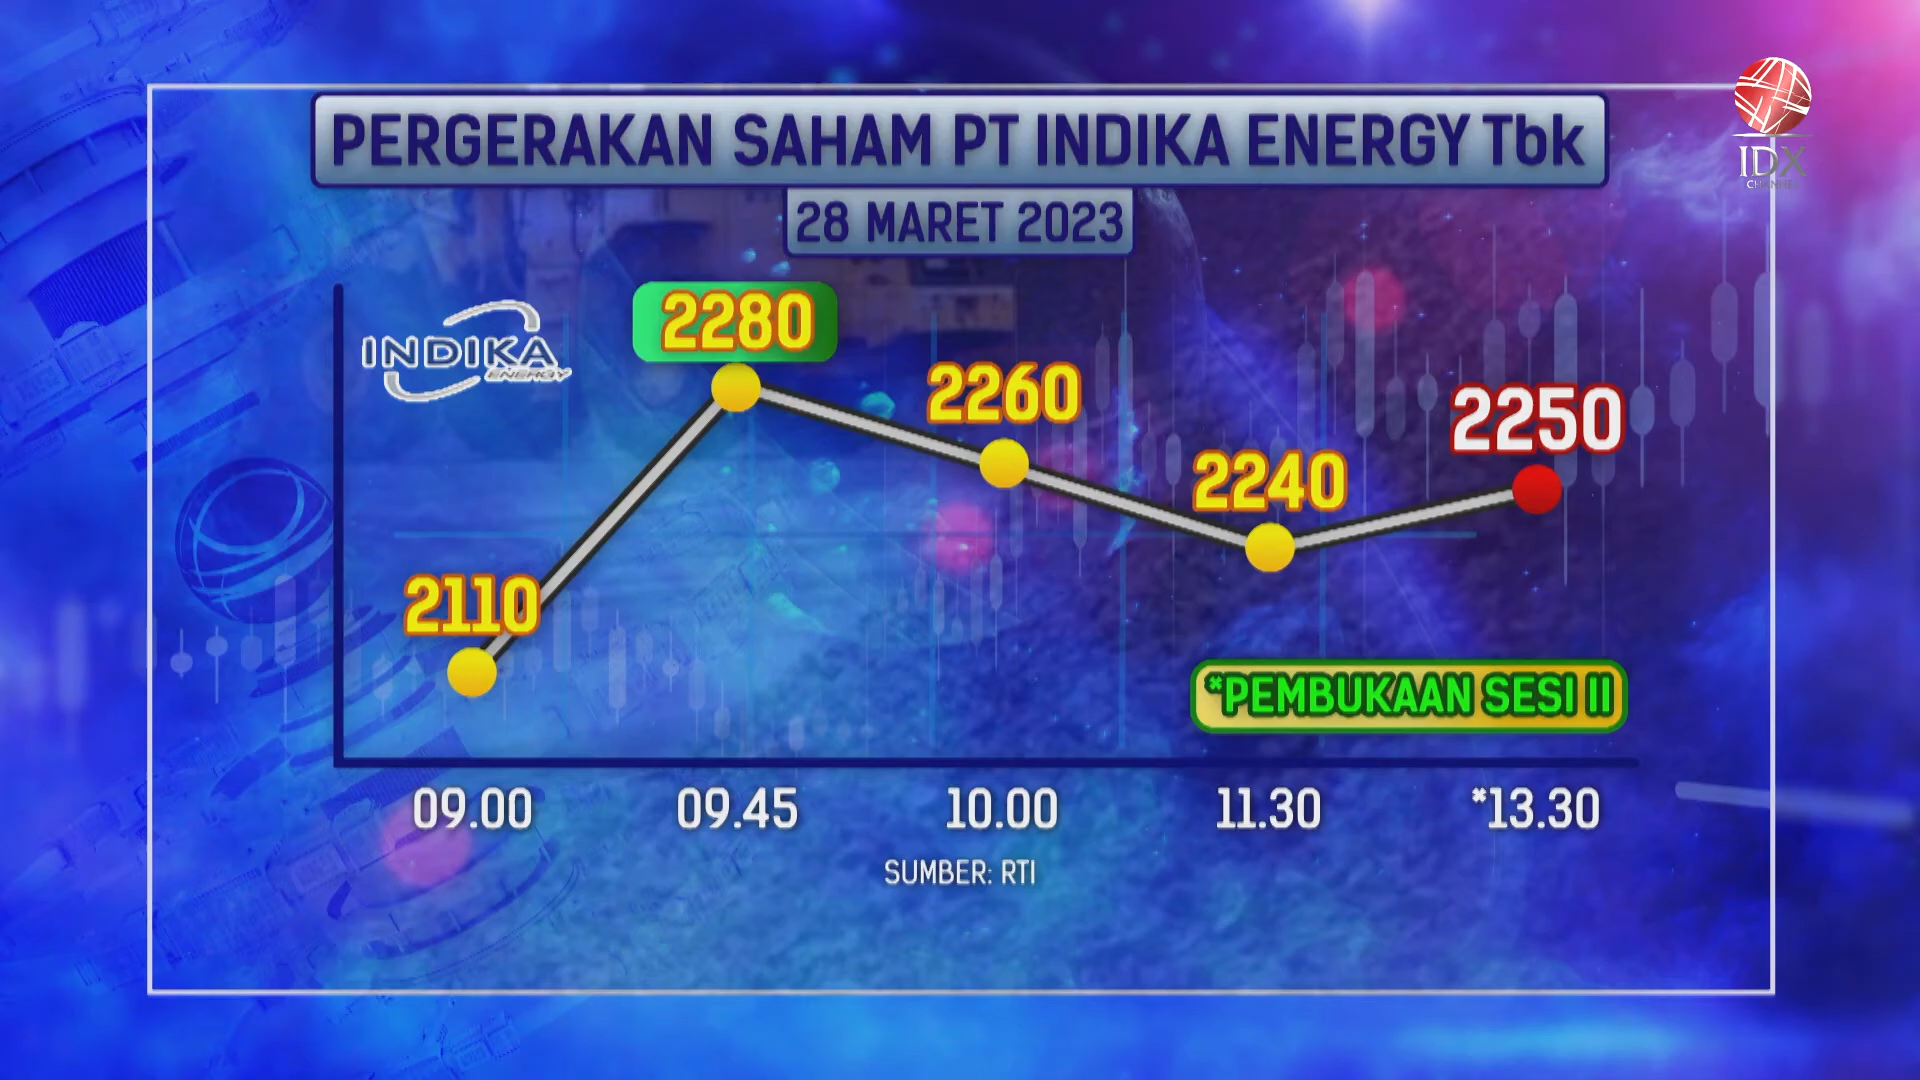 PERGERAKAN SAHAM PT INDIKA ENERGY Tbk
IDX
CHANNEL
28 MARET 2023
INDIKA
ENERGY
2280
2260
2250
2240
2110
*PEMBUKAAN SESI II
09.00 09.45 10.00 11.30 *13.30
SUMBER: RTI